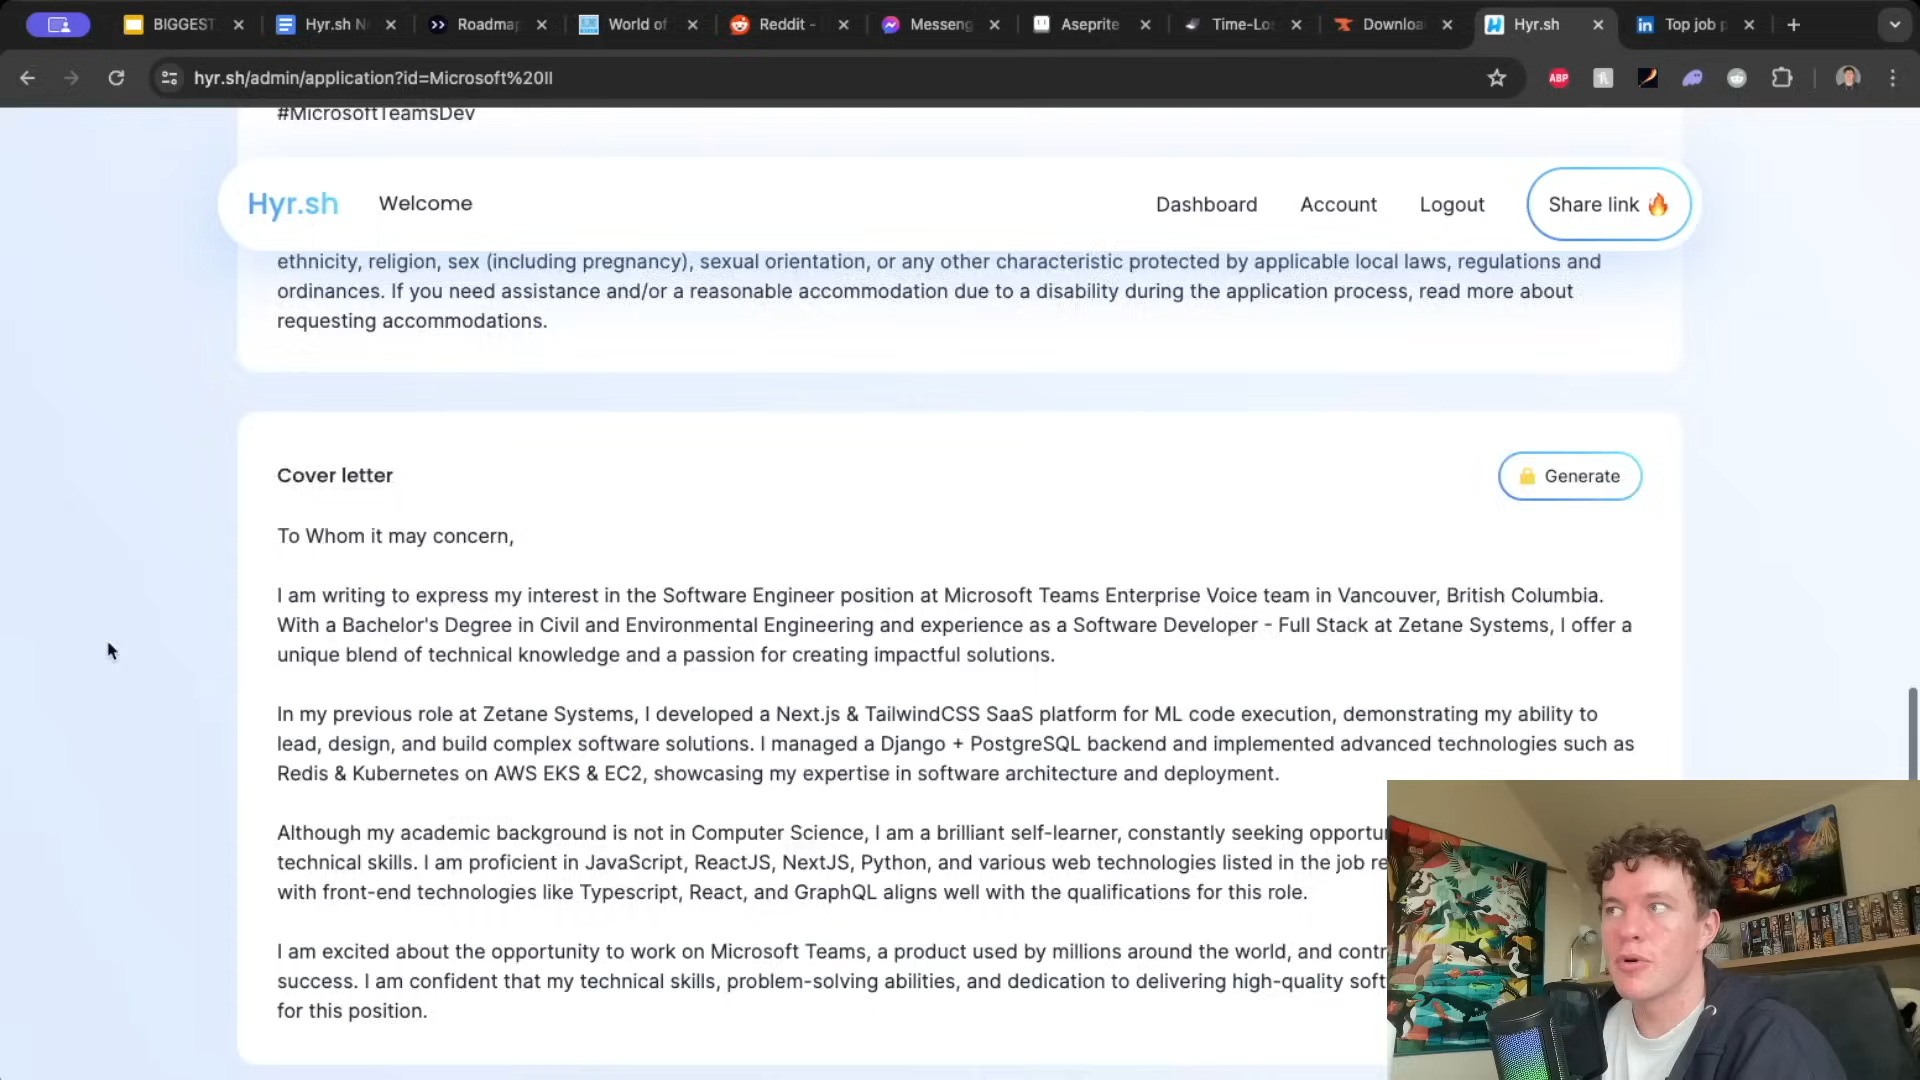 BIGGEST
Hyr.sh N
Roadmap
World of
Reddit -
Messeng
Aseprite
Time-Lo
Downloa
Hyr.sh
Top job p
hyr.sh/admin/application?id=Microsoft%20II
ABP
#MicrosoftTeamsDev
Hyr.sh
Welcome
Dashboard
Account
Logout
Share link 🔥
ethnicity, religion, sex (including pregnancy), sexual orientation, or any other characteristic protected by applicable local laws, regulations and
ordinances. If you need assistance and/or a reasonable accommodation due to a disability during the application process, read more about
requesting accommodations.
Cover letter
🔒 Generate
To Whom it may concern,
I am writing to express my interest in the Software Engineer position at Microsoft Teams Enterprise Voice team in Vancouver, British Columbia.
With a Bachelor's Degree in Civil and Environmental Engineering and experience as a Software Developer - Full Stack at Zetane Systems, I offer a
unique blend of technical knowledge and a passion for creating impactful solutions.
In my previous role at Zetane Systems, I developed a Next.js & TailwindCSS SaaS platform for ML code execution, demonstrating my ability to
lead, design, and build complex software solutions. I managed a Django + PostgreSQL backend and implemented advanced technologies such as
Redis & Kubernetes on AWS EKS & EC2, showcasing my expertise in software architecture and deployment.
Although my academic background is not in Computer Science, I am a brilliant self-learner, constantly seeking opportu
technical skills. I am proficient in JavaScript, ReactJS, NextJS, Python, and various web technologies listed in the job re
with front-end technologies like Typescript, React, and GraphQL aligns well with the qualifications for this role.
I am excited about the opportunity to work on Microsoft Teams, a product used by millions around the world, and contr
success. I am confident that my technical skills, problem-solving abilities, and dedication to delivering high-quality soft
for this position.